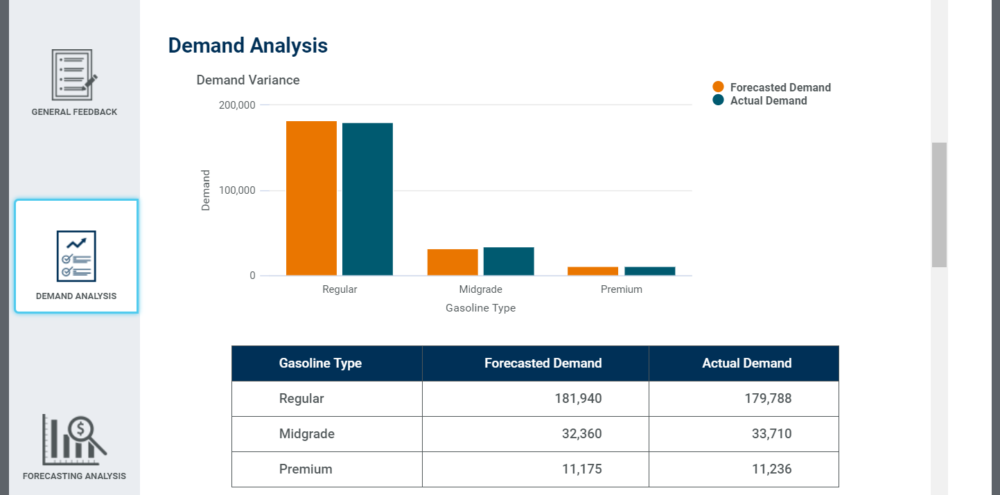 GENERAL FEEDBACK
DEMAND ANALYSIS
FORECASTING ANALYSIS
Demand Analysis
Demand Variance
Forecasted Demand
Actual Demand
200,000
100,000
0
Demand
Regular Midgrade Premium
Gasoline Type
Gasoline Type Forecasted Demand Actual Demand
Regular 181,940 179,788
Midgrade 32,360 33,710
Premium 11,175 11,236
$